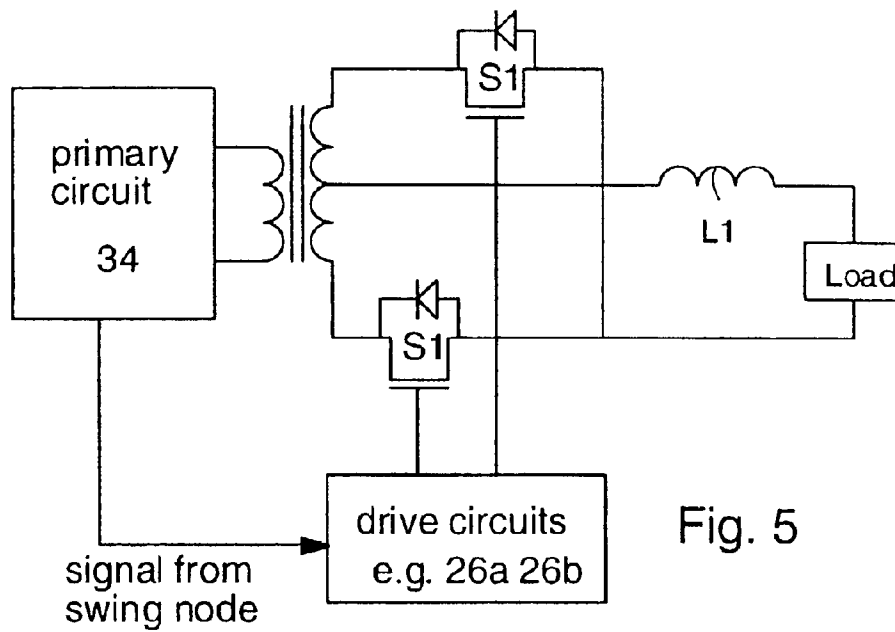 S1
primary
circuit
34
L1
Load
S1
drive circuits
e.g. 26a 26b
Fig. 5
signal from
swing node